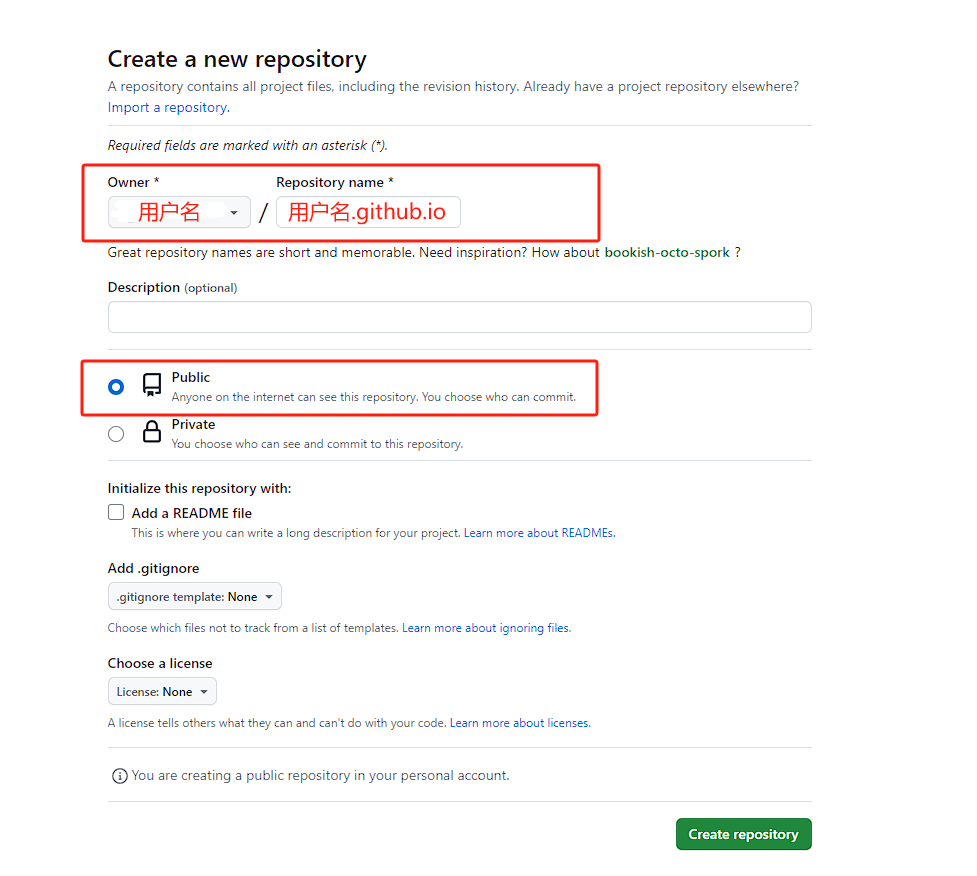 Create a new repository
A repository contains all project files, including the revision history. Already have a project repository elsewhere?
Import a repository.
Required fields are marked with an asterisk (*).
Owner * Repository name *
用户名 / 用户名.github.io
Great repository names are short and memorable. Need inspiration? How about bookish-octo-spork ?
Description (optional)
Public
Anyone on the internet can see this repository. You choose who can commit.
Private
You choose who can see and commit to this repository.
Initialize this repository with:
Add a README file
This is where you can write a long description for your project. Learn more about READMEs.
Add .gitignore
.gitignore template: None
Choose which files not to track from a list of templates. Learn more about ignoring files.
Choose a license
License: None
A license tells others what they can and can't do with your code. Learn more about licenses.
You are creating a public repository in your personal account.
Create repository